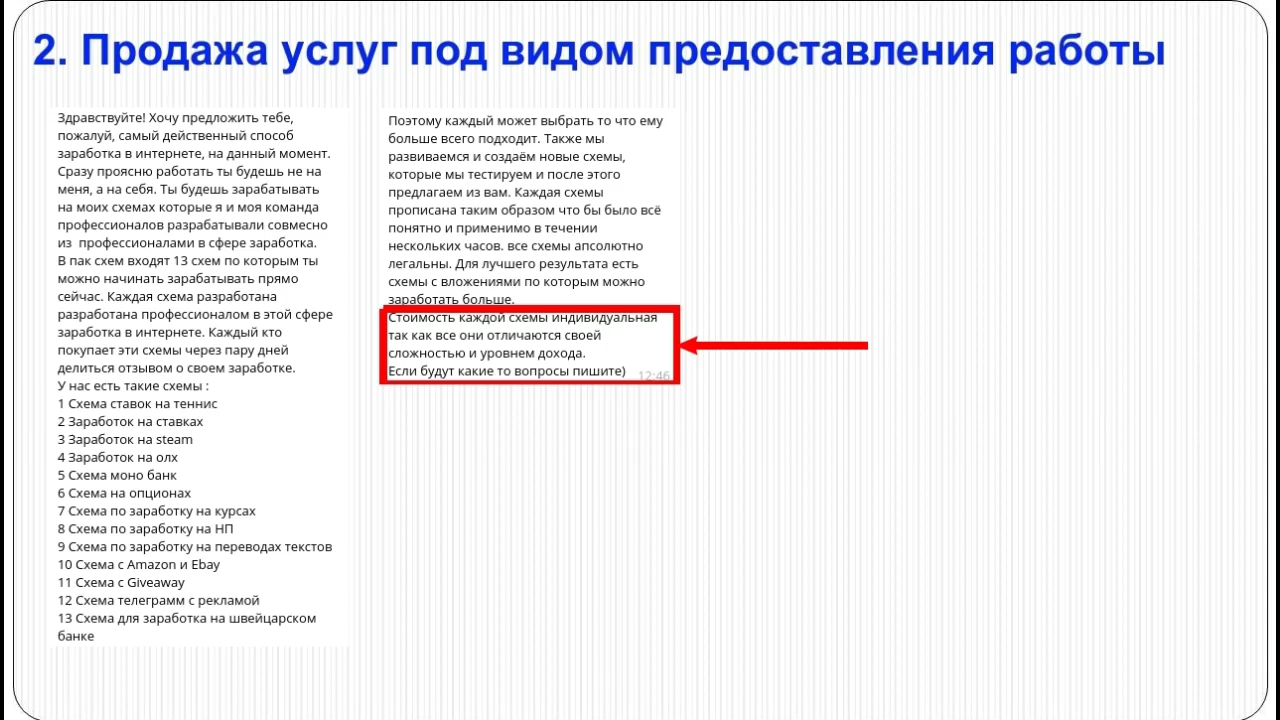 2. Продажа услуг под видом предоставления работы
Здравствуйте! Хочу предложить тебе,
пожалуй, самый действенный способ
заработка в интернете, на данный момент.
Сразу проясню работать ты будешь не на
меня, а на себя. Ты будешь зарабатывать
на моих схемах которые я и моя команда
профессионалов разрабатывали совмесно
из  профессионалами в сфере заработка.
В пак схем входят 13 схем по которым ты
можно начинать зарабатывать прямо
сейчас. Каждая схема разработана
разработана профессионалом в этой сфере
заработка в интернете. Каждый кто
покупает эти схемы через пару дней
делиться отзывом о своем заработке.
У нас есть такие схемы :
1 Схема ставок на теннис
2 Заработок на ставках
3 Заработок на steam
4 Заработок на олх
5 Схема моно банк
6 Схема на опционах
7 Схема по заработку на курсах
8 Схема по заработку на НП
9 Схема по заработку на переводах текстов
10 Схема с Amazon и Ebay
11 Схема с Giveaway
12 Схема телеграмм с рекламой
13 Схема для заработка на швейцарском
банке
Поэтому каждый может выбрать то что ему
больше всего подходит. Также мы
развиваемся и создаём новые схемы,
которые мы тестируем и после этого
предлагаем из вам. Каждая схемы
прописана таким образом что бы было всё
понятно и применимо в течении
нескольких часов. все схемы апсолютно
легальны. Для лучшего результата есть
схемы с вложениями по которым можно
заработать больше.
Стоимость каждой схемы индивидуальная
так как все они отличаются своей
сложностью и уровнем дохода.
Если будут какие то вопросы пишите)
12:46